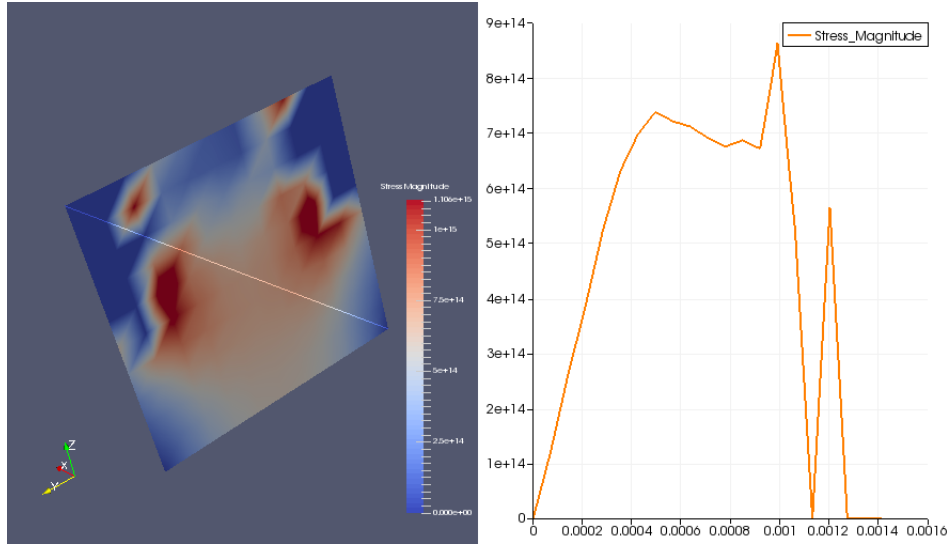 Stress Magnitude
1.106e+15
1e+15
7.5e+14
5e+14
2.5e+14
0.000e+00
Z
X
Y
Stress_Magnitude
9e+14
8e+14
7e+14
6e+14
5e+14
4e+14
3e+14
2e+14
1e+14
0
0 0.0002 0.0004 0.0006 0.0008 0.001 0.0012 0.0014 0.0016